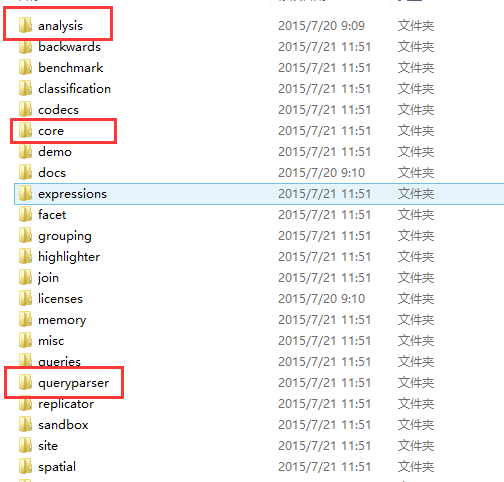 analysis 2015/7/20 9:09 文件夹
backwards 2015/7/21 11:51 文件夹
benchmark 2015/7/21 11:51 文件夹
classification 2015/7/21 11:51 文件夹
codecs 2015/7/21 11:51 文件夹
core 2015/7/21 11:51 文件夹
demo 2015/7/21 11:51 文件夹
docs 2015/7/20 9:10 文件夹
expressions 2015/7/21 11:51 文件夹
facet 2015/7/21 11:51 文件夹
grouping 2015/7/21 11:51 文件夹
highlighter 2015/7/21 11:51 文件夹
join 2015/7/21 11:51 文件夹
licenses 2015/7/20 9:10 文件夹
memory 2015/7/21 11:51 文件夹
misc 2015/7/21 11:51 文件夹
queries 2015/7/21 11:51 文件夹
queryparser 2015/7/21 11:51 文件夹
replicator 2015/7/21 11:51 文件夹
sandbox 2015/7/21 11:51 文件夹
site 2015/7/21 11:51 文件夹
spatial 2015/7/21 11:51 文件夹